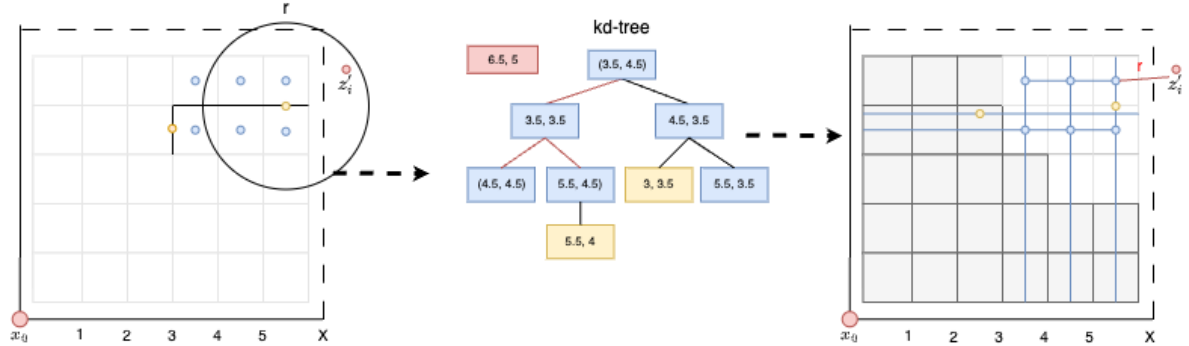 r
kd-tree
6.5, 5
(3.5, 4.5)
r
z'ᵢ
z'ᵢ
3.5, 3.5
4.5, 3.5
(4.5, 4.5)
5.5, 4.5)
3, 3.5
5.5, 3.5
5.5, 4
x₀ 1 2 3 4 5 X
x₀ 1 2 3 4 5 X